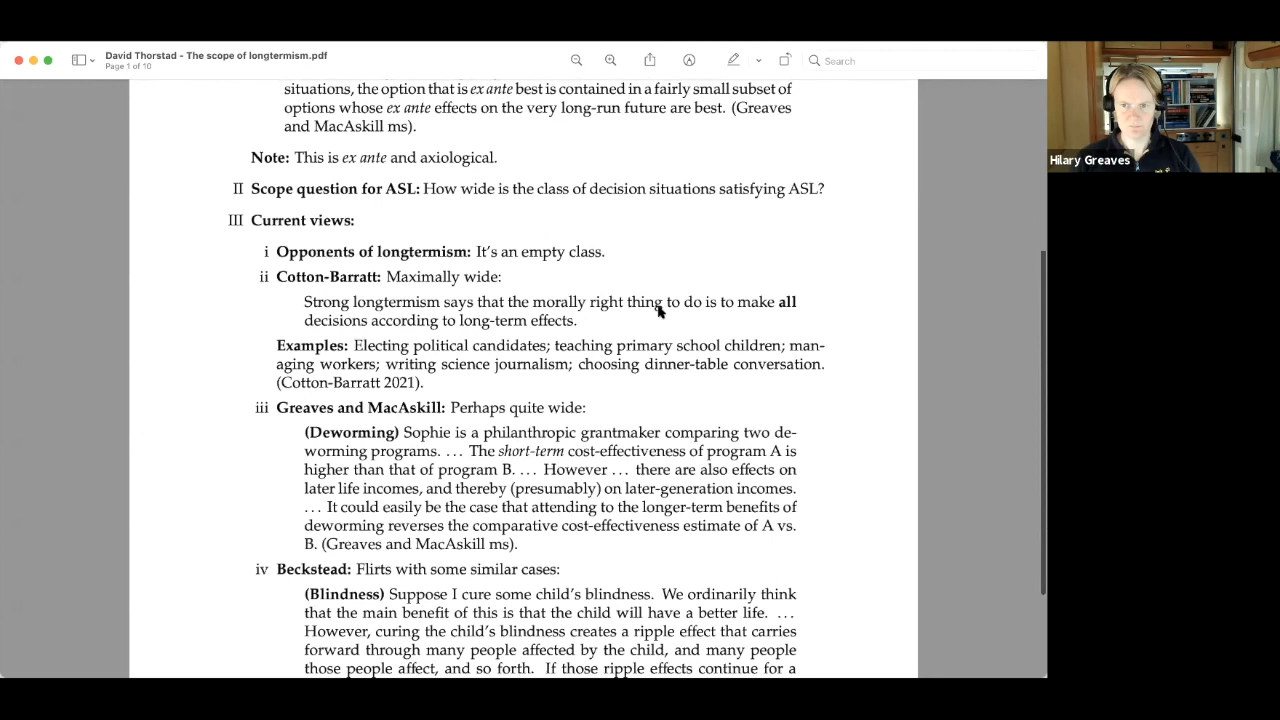 David Thorstad - The scope of longtermism.pdf
Page 1 of 10
Search
situations, the option that is ex ante best is contained in a fairly small subset of
options whose ex ante effects on the very long-run future are best. (Greaves
and MacAskill ms).
Note: This is ex ante and axiological.
II Scope question for ASL: How wide is the class of decision situations satisfying ASL?
III Current views:
i Opponents of longtermism: It's an empty class.
ii Cotton-Barratt: Maximally wide:
Strong longtermism says that the morally right thing to do is to make all
decisions according to long-term effects.
Examples: Electing political candidates; teaching primary school children; man-
aging workers; writing science journalism; choosing dinner-table conversation.
(Cotton-Barratt 2021).
iii Greaves and MacAskill: Perhaps quite wide:
(Deworming) Sophie is a philanthropic grantmaker comparing two de-
worming programs. ... The short-term cost-effectiveness of program A is
higher than that of program B. ... However ... there are also effects on
later life incomes, and thereby (presumably) on later-generation incomes.
... It could easily be the case that attending to the longer-term benefits of
deworming reverses the comparative cost-effectiveness estimate of A vs.
B. (Greaves and MacAskill ms).
iv Beckstead: Flirts with some similar cases:
(Blindness) Suppose I cure some child's blindness. We ordinarily think
that the main benefit of this is that the child will have a better life. ...
However, curing the child's blindness creates a ripple effect that carries
forward through many people affected by the child, and many people
those people affect, and so forth. If those ripple effects continue for a
Hilary Greaves